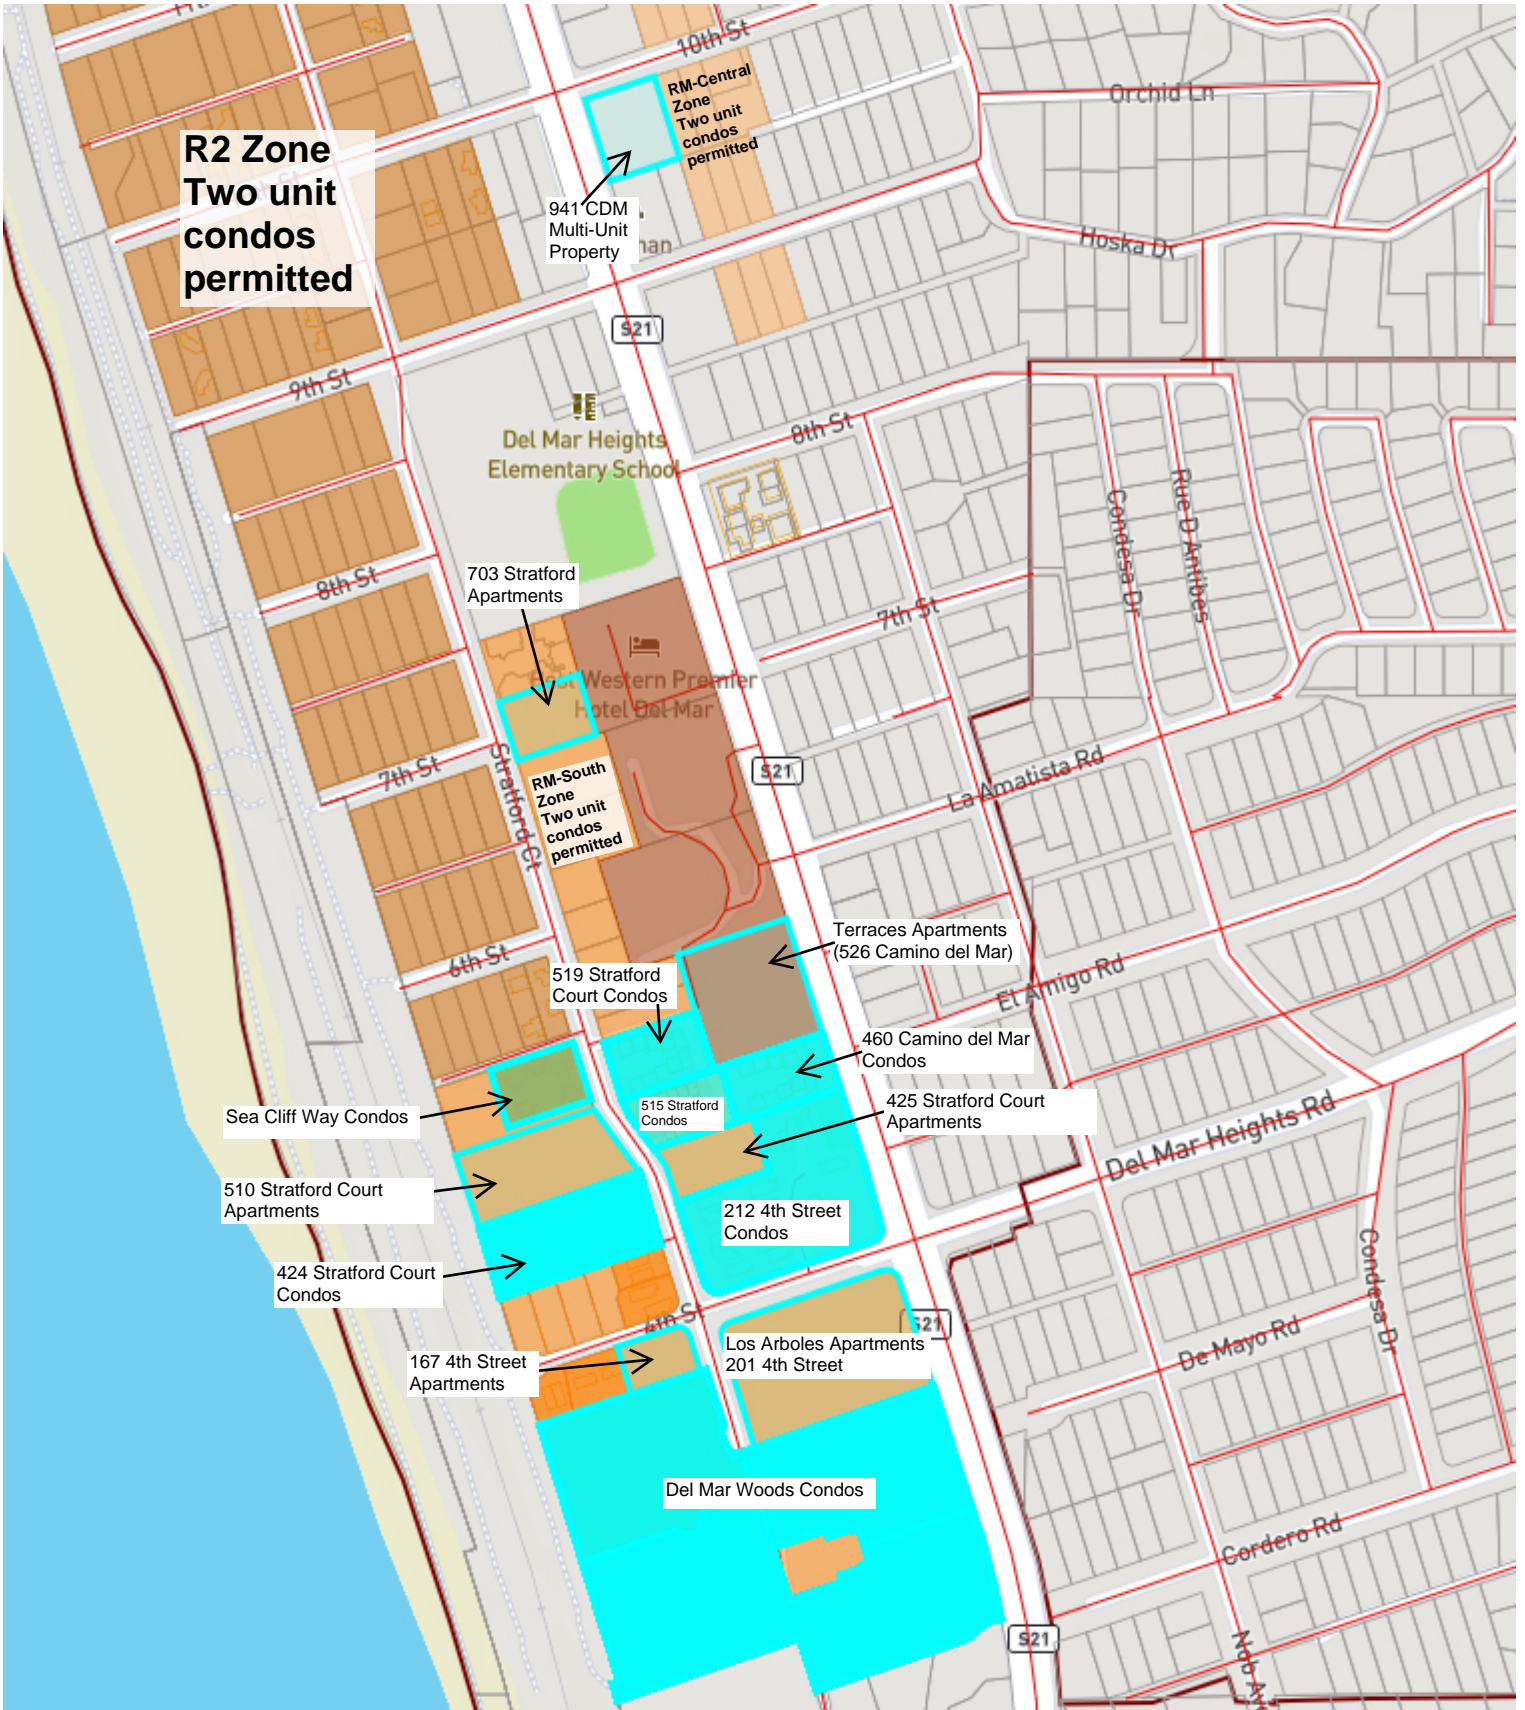 10th St
Orchid Ln
RM-Central
Zone
Two unit
condos
permitted
R2 Zone
Two unit
condos
permitted
941 CDM
Multi-Unit
Property
Hoska Dr
S21
9th St
Del Mar Heights
Elementary School
8th St
Condesa Dr
Rue D Antibes
8th St
703 Stratford
Apartments
7th St
Best Western Premier
Hotel Del Mar
7th St
Stratford Ct
S21
La Amatista Rd
RM-South
Zone
Two unit
condos
permitted
Terraces Apartments
(526 Camino del Mar)
6th St
519 Stratford
Court Condos
El Amigo Rd
460 Camino del Mar
Condos
Sea Cliff Way Condos
515 Stratford
Condos
425 Stratford Court
Apartments
Del Mar Heights Rd
510 Stratford Court
Apartments
212 4th Street
Condos
424 Stratford Court
Condos
Condesa Dr
4th St
S21
De Mayo Rd
Los Arboles Apartments
201 4th Street
167 4th Street
Apartments
Del Mar Woods Condos
Cordero Rd
S21